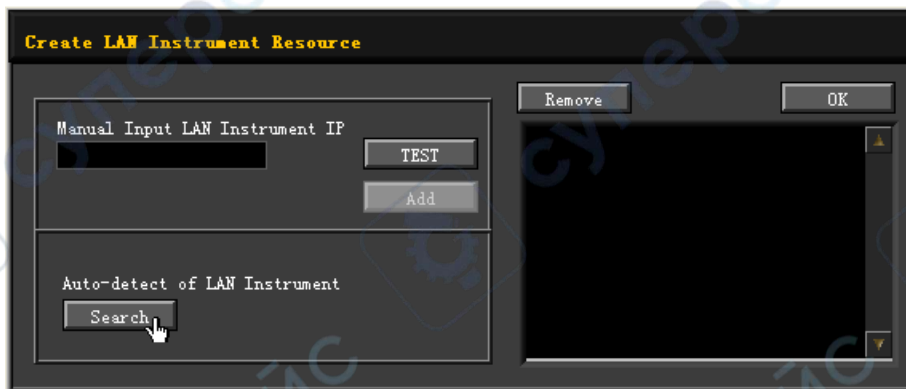 Create LAN Instrument Resource
Remove
OK
Manual Input LAN Instrument IP
TEST
Add
Auto-detect of LAN Instrument
Search